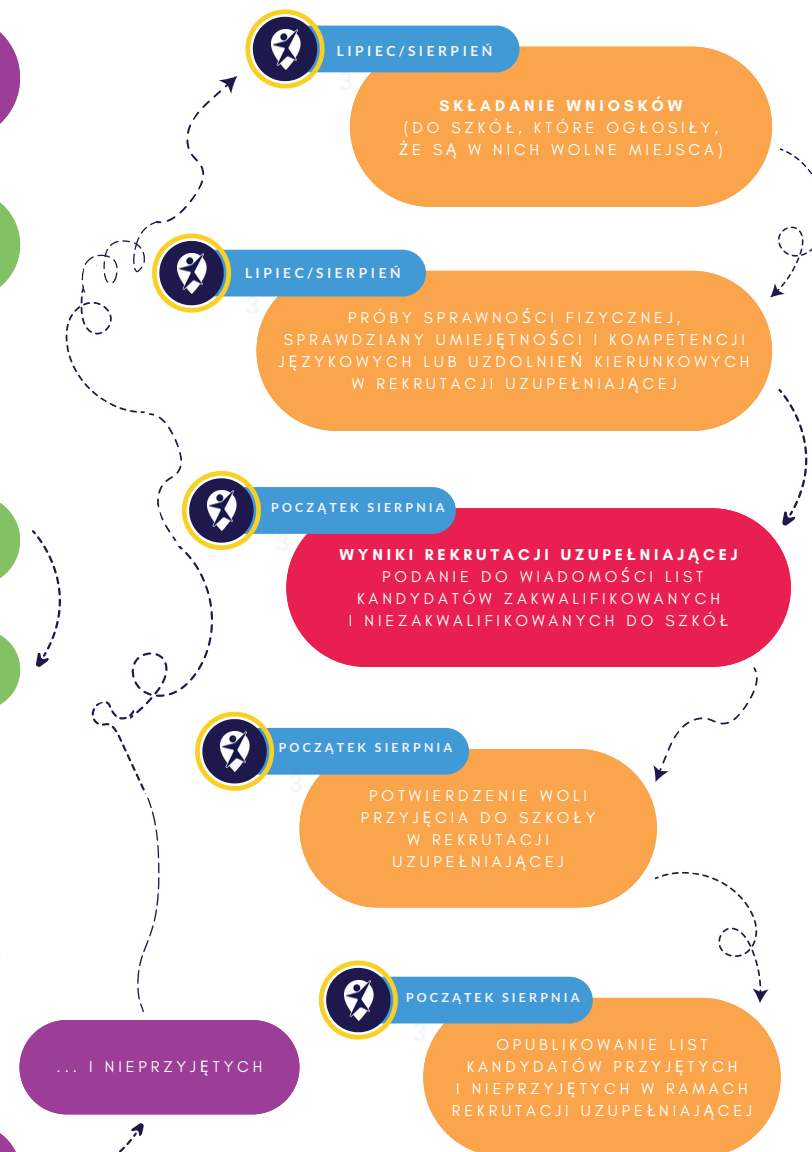 LIPIEC/SIERPIEŃ
SKŁADANIE WNIOSKÓW
(DO SZKÓŁ, KTÓRE OGŁOSIŁY,
ŻE SĄ W NICH WOLNE MIEJSCA)
LIPIEC/SIERPIEŃ
PRÓBY SPRAWNOŚCI FIZYCZNEJ,
SPRAWDZIANY UMIEJĘTNOŚCI I KOMPETENCJI
JĘZYKOWYCH LUB UZDOLNIEŃ KIERUNKOWYCH
W REKRUTACJI UZUPEŁNIAJĄCEJ
POCZĄTEK SIERPNIA
WYNIKI REKRUTACJI UZUPEŁNIAJĄCEJ
PODANIE DO WIADOMOŚCI LIST
KANDYDATÓW ZAKWALIFIKOWANYCH
I NIEZAKWALIFIKOWANYCH DO SZKÓŁ
POCZĄTEK SIERPNIA
POTWIERDZENIE WOLI
PRZYJĘCIA DO SZKOŁY
W REKRUTACJI
UZUPEŁNIAJĄCEJ
POCZĄTEK SIERPNIA
OPUBLIKOWANIE LIST
KANDYDATÓW PRZYJĘTYCH
I NIEPRZYJĘTYCH W RAMACH
REKRUTACJI UZUPEŁNIAJĄCEJ
... I NIEPRZYJĘTYCH